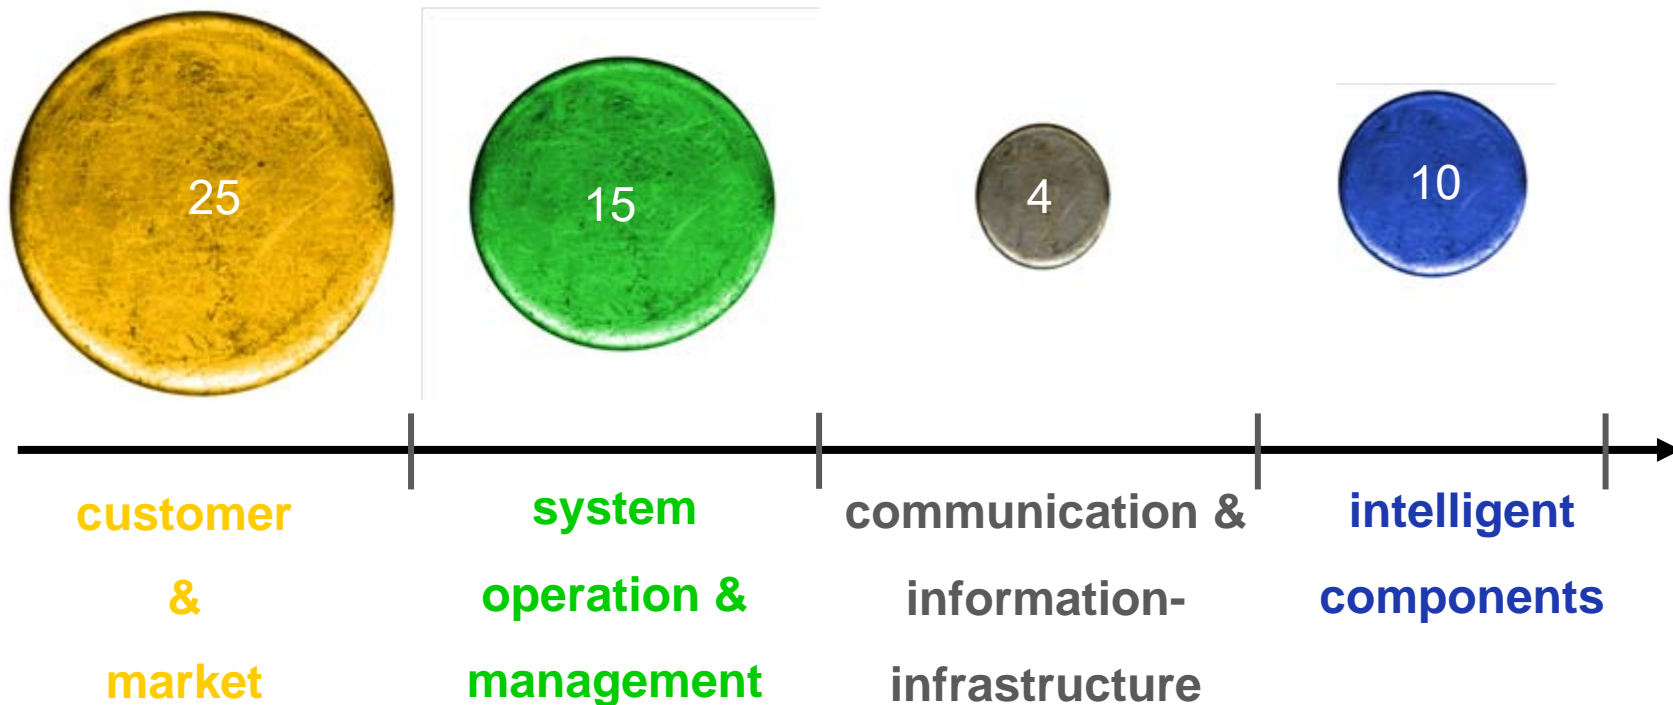 25
15
4
10
customer
&
market
system
operation &
management
communication &
information-
infrastructure
intelligent
components